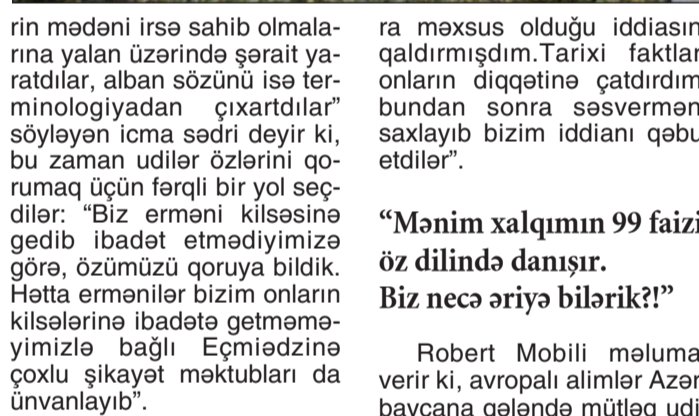 rin mədəni irsə sahib olmala-
rına yalan üzərində şərait ya-
ratdılar, alban sözünü isə ter-
minologiyadan çıxartdılar”
söyləyən icma sədri deyir ki,
bu zaman udilər özlərini qo-
rumaq üçün fərqli bir yol seç-
dilər: “Biz erməni kilsəsinə
gedib ibadət etmədiyimizə
görə, özümüzü qoruya bildik.
Hətta ermənilər bizim onların
kilsələrinə ibadətə getməmə-
yimizlə bağlı Eçmiədzinə
çoxlu şikayət məktubları da
ünvanlayıb”.
ra məxsus olduğu iddiasın
qaldırmışdım.Tarixi faktlar
onların diqqətinə çatdırdım
bundan sonra səsvermən
saxlayıb bizim iddianı qəbu
etdilər”.
“Mənim xalqımın 99 faizi
öz dilində danışır.
Biz necə əriyə bilərik?!”
Robert Mobili məluma
verir ki, avropalı alimlər Azər
baycana gələndə mütləq udi